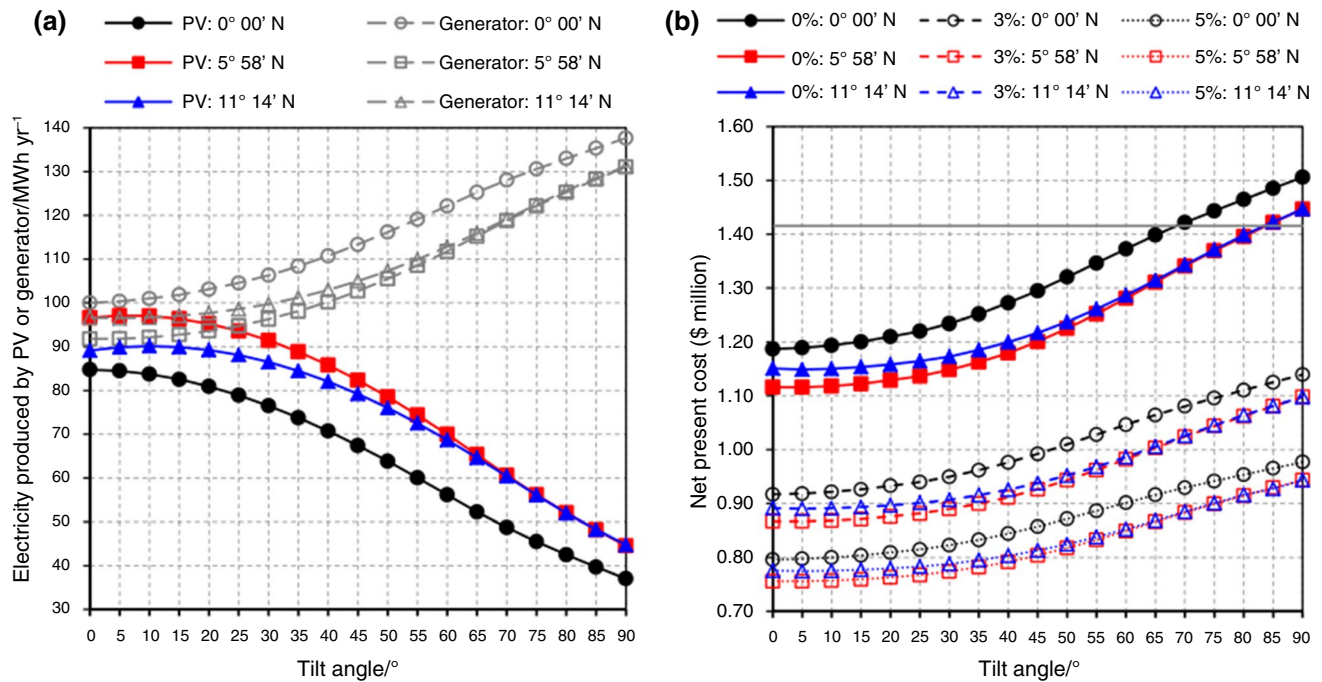 (a)
PV: 0° 00’ N
Generator: 0° 00’ N
PV: 5° 58’ N
Generator: 5° 58’ N
PV: 11° 14’ N
Generator: 11° 14’ N
Electricity produced by PV or generator/MWh yr⁻¹
140
130
120
110
100
90
80
70
60
50
40
30
0 5 10 15 20 25 30 35 40 45 50 55 60 65 70 75 80 85 90
Tilt angle/°
(b)
0%: 0° 00’ N
3%: 0° 00’ N
5%: 0° 00’ N
0%: 5° 58’ N
3%: 5° 58’ N
5%: 5° 58’ N
0%: 11° 14’ N
3%: 11° 14’ N
5%: 11° 14’ N
Net present cost ($ million)
1.60
1.50
1.40
1.30
1.20
1.10
1.00
0.90
0.80
0.70
0 5 10 15 20 25 30 35 40 45 50 55 60 65 70 75 80 85 90
Tilt angle/°